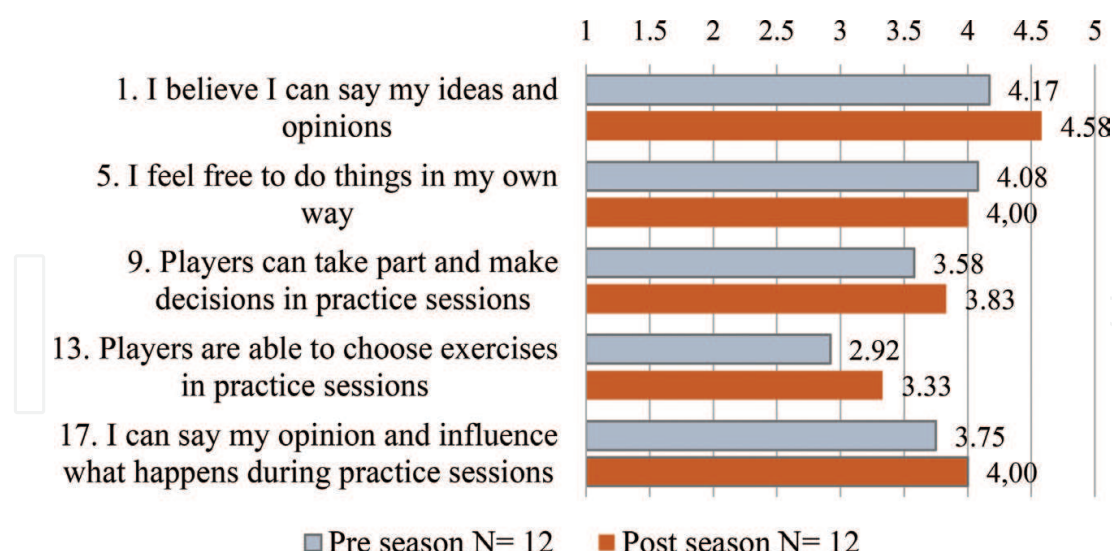 1 1.5 2 2.5 3 3.5 4 4.5 5
1. I believe I can say my ideas and
opinions
4.17
4.58
5. I feel free to do things in my own
way
4.08
4,00
9. Players can take part and make
decisions in practice sessions
3.58
3.83
13. Players are able to choose exercises
in practice sessions
2.92
3.33
17. I can say my opinion and influence
what happens during practice sessions
3.75
4,00
Pre season N= 12 Post season N= 12